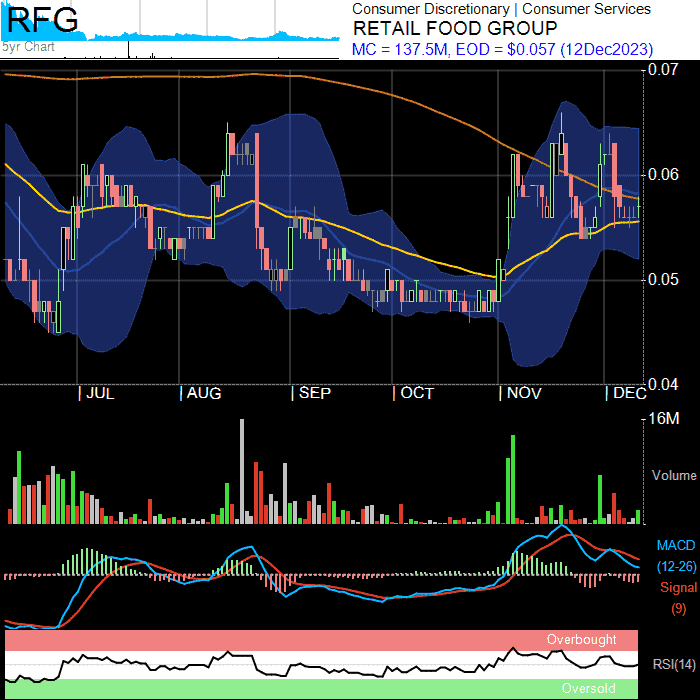 RFG
5yr Chart
Consumer Discretionary | Consumer Services
RETAIL FOOD GROUP
MC = 137.5M, EOD = $0.057 (12Dec2023)
0.07
0.06
0.05
0.04
| JUL | AUG | SEP | OCT | NOV | DEC
16M
Volume
MACD
(12-26)
Signal
(9)
Overbought
RSI(14)
Oversold